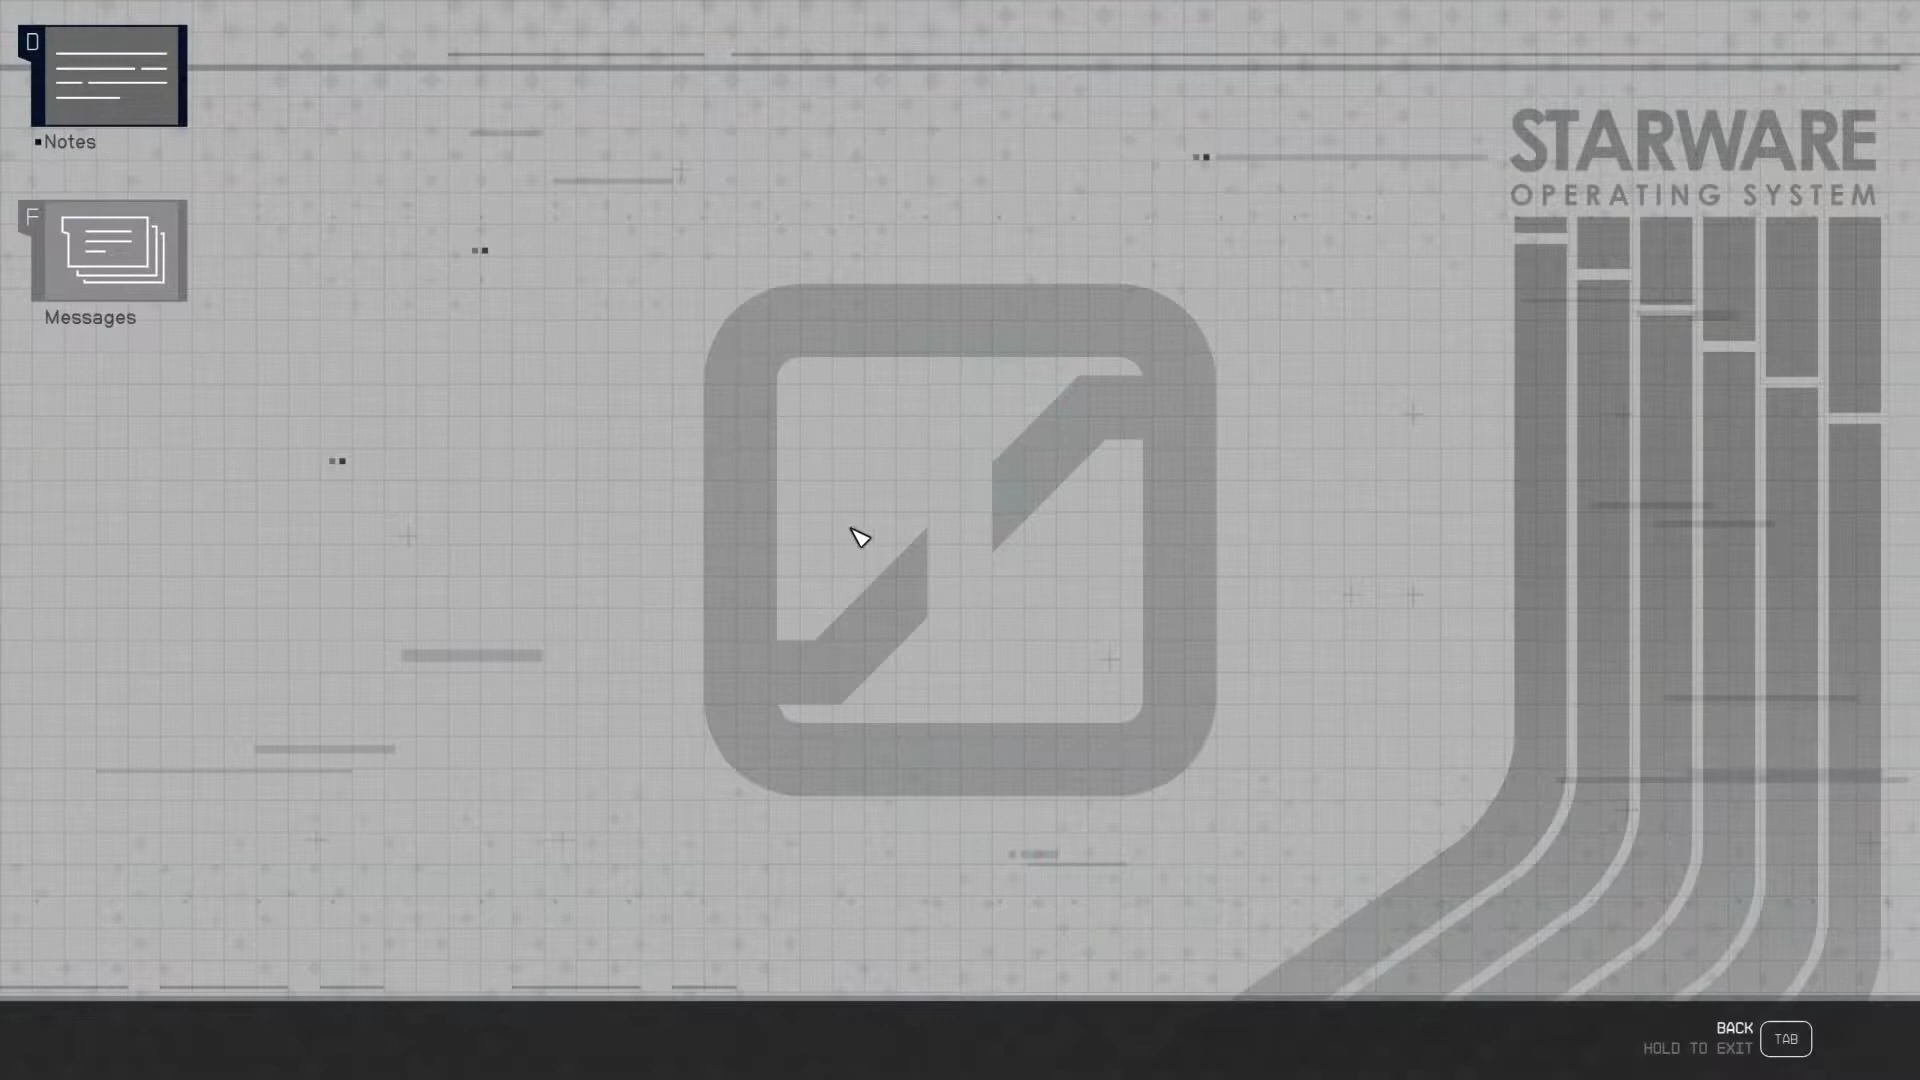 D
Notes
F
Messages
STARWARE
OPERATING SYSTEM
BACK
HOLD TO EXIT
TAB